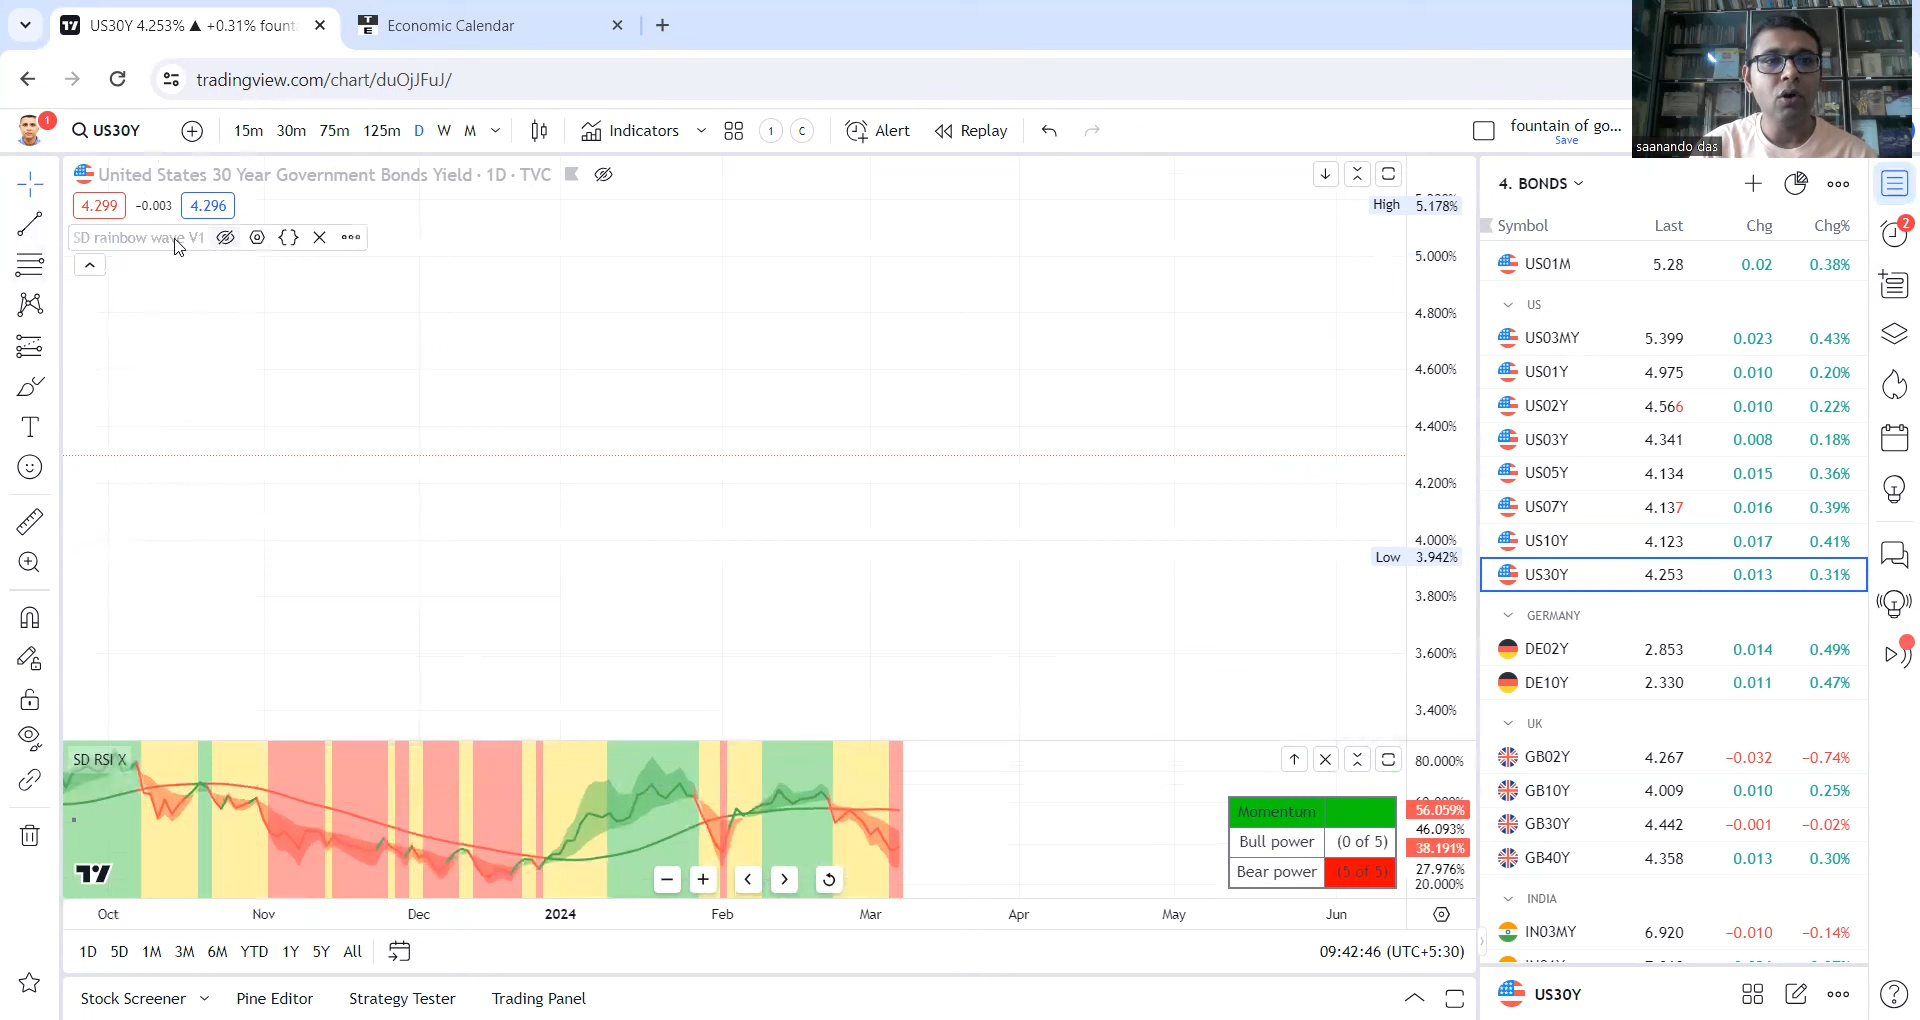 US30Y 4.253% ▲ +0.31% founta
Economic Calendar
tradingview.com/chart/duOjJFuJ/
1
US30Y
15m 30m 75m 125m D W M
Indicators
1 C
Alert
Replay
fountain of go...
Save
saanando das
United States 30 Year Government Bonds Yield · 1D · TVC
4.299 −0.003 4.296
SD rainbow wave V1
High 5.178%
5.000%
4.800%
4.600%
4.400%
4.200%
4.000%
Low 3.942%
3.800%
3.600%
3.400%
SD RSI X
80.000%
56.059%
46.093%
38.191%
27.976%
20.000%
Momentum
Bull power (0 of 5)
Bear power (5 of 5)
Oct Nov Dec 2024 Feb Mar Apr May Jun
1D 5D 1M 3M 6M YTD 1Y 5Y All
09:42:46 (UTC+5:30)
Stock Screener Pine Editor Strategy Tester Trading Panel
4. BONDS
Symbol Last Chg Chg%
US01M 5.28 0.02 0.38%
US
US03MY 5.399 0.023 0.43%
US01Y 4.975 0.010 0.20%
US02Y 4.566 0.010 0.22%
US03Y 4.341 0.008 0.18%
US05Y 4.134 0.015 0.36%
US07Y 4.137 0.016 0.39%
US10Y 4.123 0.017 0.41%
US30Y 4.253 0.013 0.31%
GERMANY
DE02Y 2.853 0.014 0.49%
DE10Y 2.330 0.011 0.47%
UK
GB02Y 4.267 −0.032 −0.74%
GB10Y 4.009 0.010 0.25%
GB30Y 4.442 −0.001 −0.02%
GB40Y 4.358 0.013 0.30%
INDIA
IN03MY 6.920 −0.010 −0.14%
US30Y
2